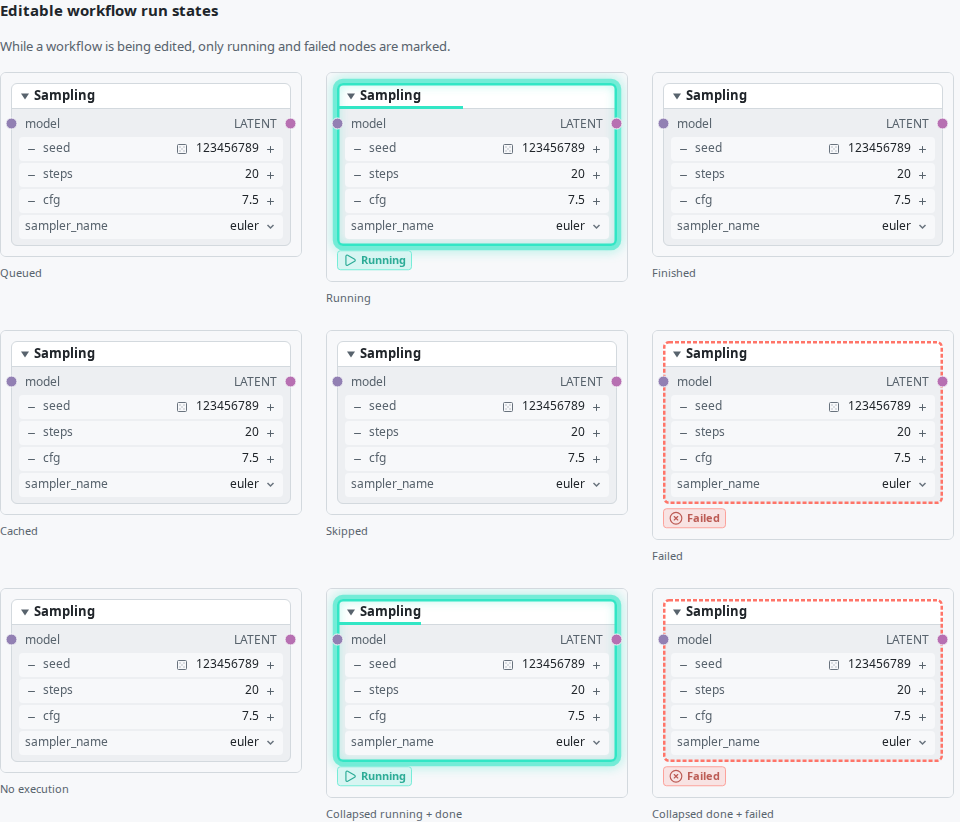 Editable workflow run states
While a workflow is being edited, only running and failed nodes are marked.
Sampling
model LATENT
– seed 123456789 +
– steps 20 +
– cfg 7.5 +
sampler_name euler
Queued
Sampling
model LATENT
– seed 123456789 +
– steps 20 +
– cfg 7.5 +
sampler_name euler
Running
Running
Sampling
model LATENT
– seed 123456789 +
– steps 20 +
– cfg 7.5 +
sampler_name euler
Finished
Sampling
model LATENT
– seed 123456789 +
– steps 20 +
– cfg 7.5 +
sampler_name euler
Cached
Sampling
model LATENT
– seed 123456789 +
– steps 20 +
– cfg 7.5 +
sampler_name euler
Skipped
Sampling
model LATENT
– seed 123456789 +
– steps 20 +
– cfg 7.5 +
sampler_name euler
Failed
Failed
Sampling
model LATENT
– seed 123456789 +
– steps 20 +
– cfg 7.5 +
sampler_name euler
No execution
Sampling
model LATENT
– seed 123456789 +
– steps 20 +
– cfg 7.5 +
sampler_name euler
Running
Collapsed running + done
Sampling
model LATENT
– seed 123456789 +
– steps 20 +
– cfg 7.5 +
sampler_name euler
Failed
Collapsed done + failed